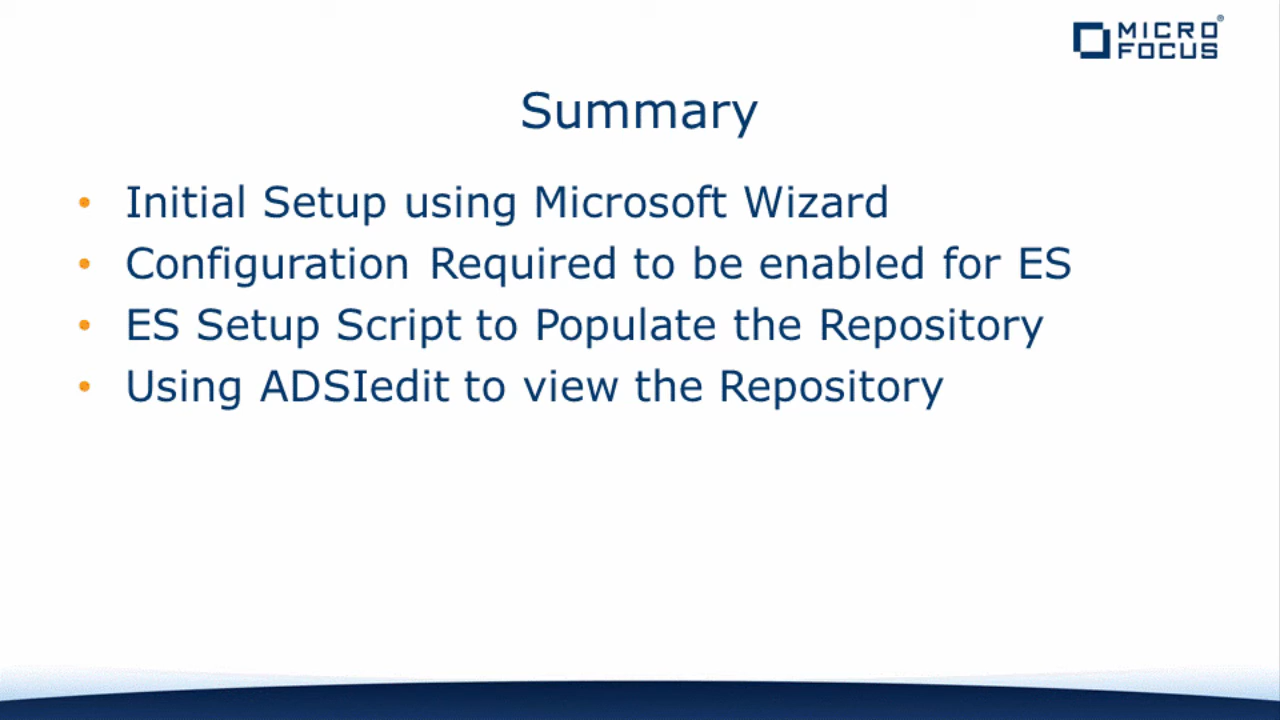 MICRO
FOCUS®
Summary
• Initial Setup using Microsoft Wizard
• Configuration Required to be enabled for ES
• ES Setup Script to Populate the Repository
• Using ADSIedit to view the Repository